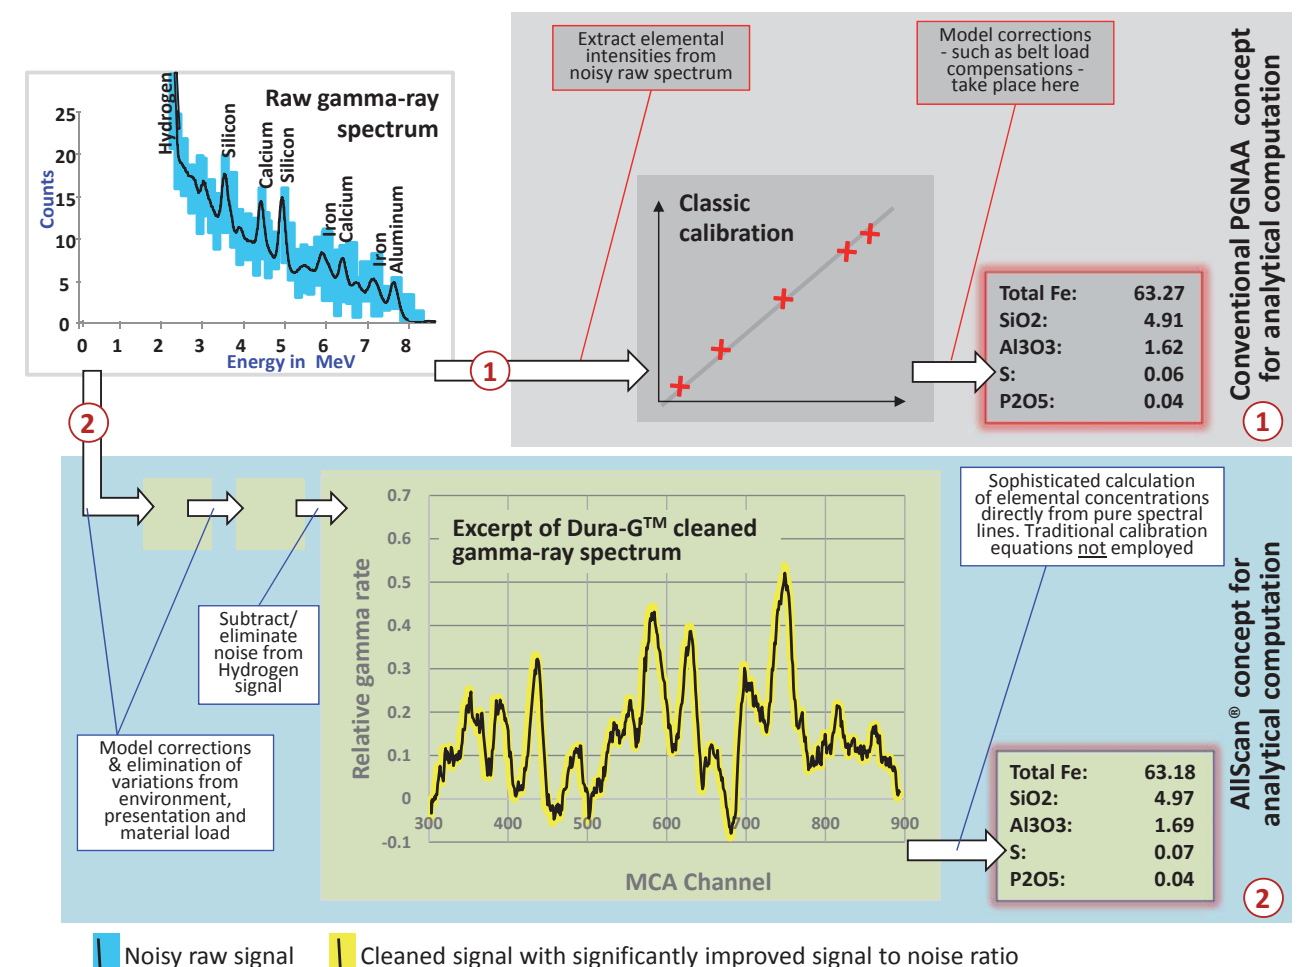 Extract elemental
intensities from
noisy raw spectrum
Model corrections
- such as belt load
compensations -
take place here
Conventional PGNAA concept
for analytical computation
1
Raw gamma-ray
spectrum
Hydrogen
Silicon
Calcium
Silicon
Iron
Calcium
Iron
Aluminum
Counts
25
20
15
10
5
0
0 1 2 3 4 5 6 7 8
Energy in MeV
1
2
Classic
calibration
Total Fe: 63.27
SiO2: 4.91
Al3O3: 1.62
S: 0.06
P2O5: 0.04
Model corrections
& elimination of
variations from
environment,
presentation and
material load
Subtract/
eliminate
noise from
Hydrogen
signal
Excerpt of Dura-G™ cleaned
gamma-ray spectrum
Relative gamma rate
0.7
0.6
0.5
0.4
0.3
0.2
0.1
0
-0.1
300 400 500 600 700 800 900
MCA Channel
Sophisticated calculation
of elemental concentrations
directly from pure spectral
lines. Traditional calibration
equations not employed
AllScan® concept for
analytical computation
Total Fe: 63.18
SiO2: 4.97
Al3O3: 1.69
S: 0.07
P2O5: 0.04
2
Noisy raw signal
Cleaned signal with significantly improved signal to noise ratio